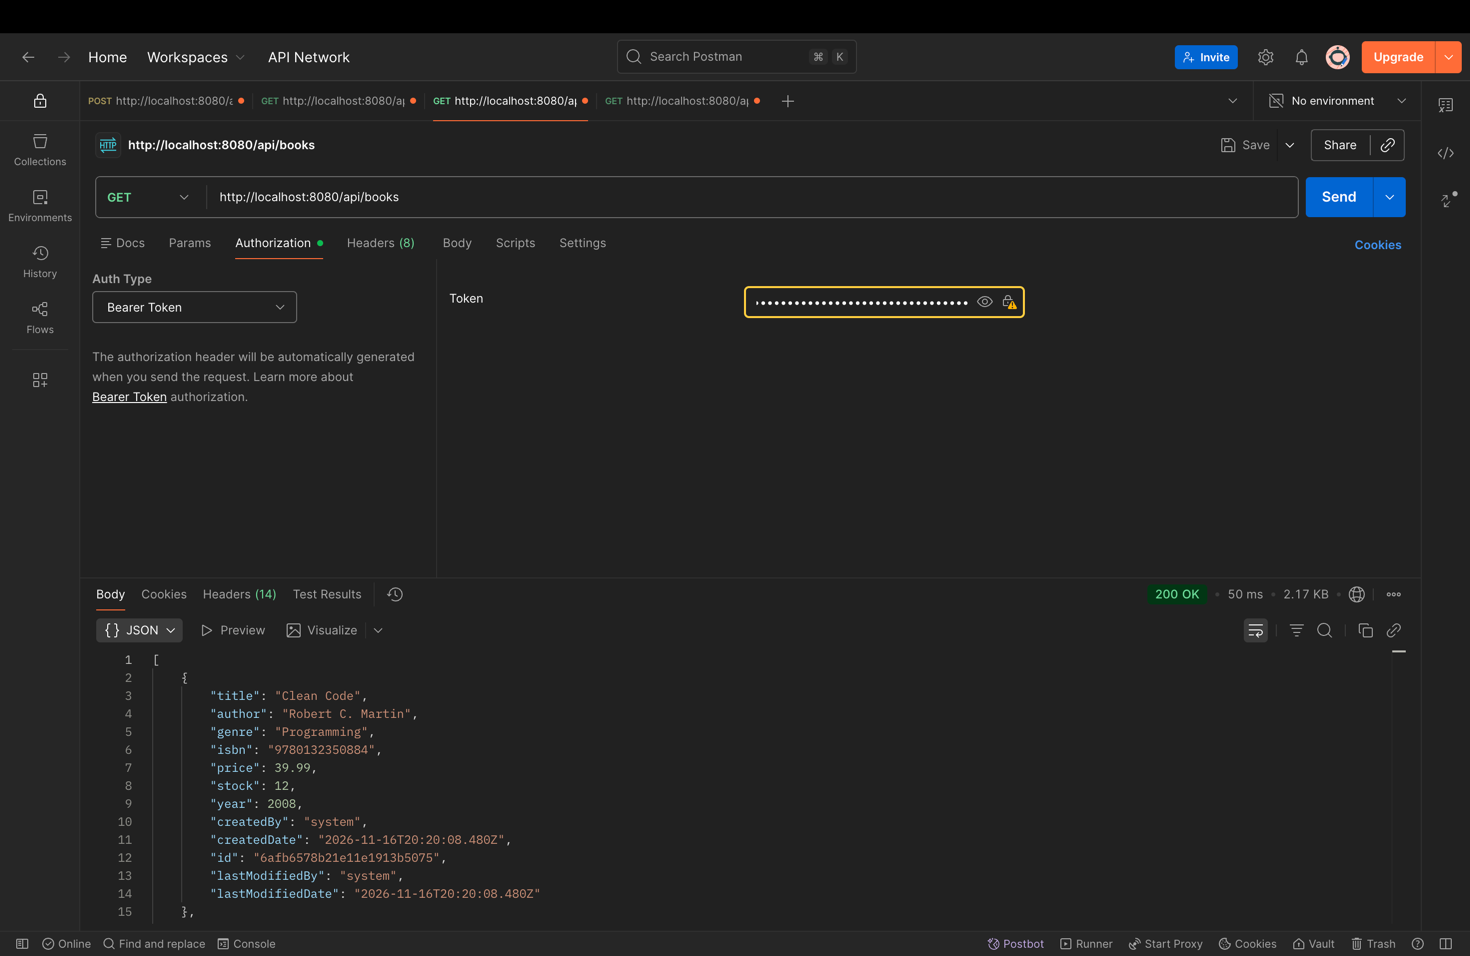 Home Workspaces API Network Search Postman ⌘ K Invite Upgrade
POST http://localhost:8080/a GET http://localhost:8080/ap GET http://localhost:8080/ap GET http://localhost:8080/ap No environment
HTTP http://localhost:8080/api/books Save Share
Collections
GET http://localhost:8080/api/books Send
Environments
Docs Params Authorization Headers (8) Body Scripts Settings Cookies
History
Auth Type
Token
Bearer Token
Flows
The authorization header will be automatically generated
when you send the request. Learn more about
Bearer Token authorization.
Body Cookies Headers (14) Test Results 200 OK • 50 ms • 2.17 KB •
{} JSON Preview Visualize
1 [
2 {
3 "title": "Clean Code",
4 "author": "Robert C. Martin",
5 "genre": "Programming",
6 "isbn": "9780132350884",
7 "price": 39.99,
8 "stock": 12,
9 "year": 2008,
10 "createdBy": "system",
11 "createdDate": "2026-11-16T20:20:08.480Z",
12 "id": "6afb6578b21e11e1913b5075",
13 "lastModifiedBy": "system",
14 "lastModifiedDate": "2026-11-16T20:20:08.480Z"
15 },
Online Find and replace Console Postbot Runner Start Proxy Cookies Vault Trash